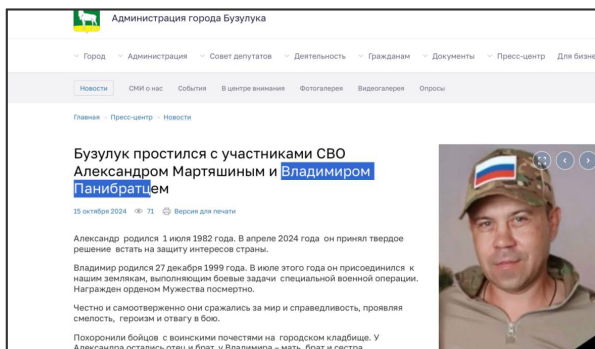 Администрация города Бузулука
Город Администрация Совет депутатов Деятельность Гражданам Документы Пресс-центр Для бизне
Новости СМИ о нас События В центре внимания Фотогалерея Видеогалерея Опросы
Главная - Пресс-центр - Новости
Бузулук простился с участниками СВО
Александром Мартяшиным и Владимиром
Панибратцем
15 октября 2024 71 Версия для печати
Александр родился 1 июля 1982 года. В апреле 2024 года он принял твердое
решение встать на защиту интересов страны.
Владимир родился 27 декабря 1999 года. В июле этого года он присоединился к
нашим землякам, выполняющим боевые задачи специальной военной операции.
Награжден орденом Мужества посмертно.
Честно и самоотверженно они сражались за мир и справедливость, проявляя
смелость, героизм и отвагу в бою.
Похоронили бойцов с воинскими почестями на городском кладбище. У
Александра остались отец и брат, у Владимира – мать, брат и сестра.